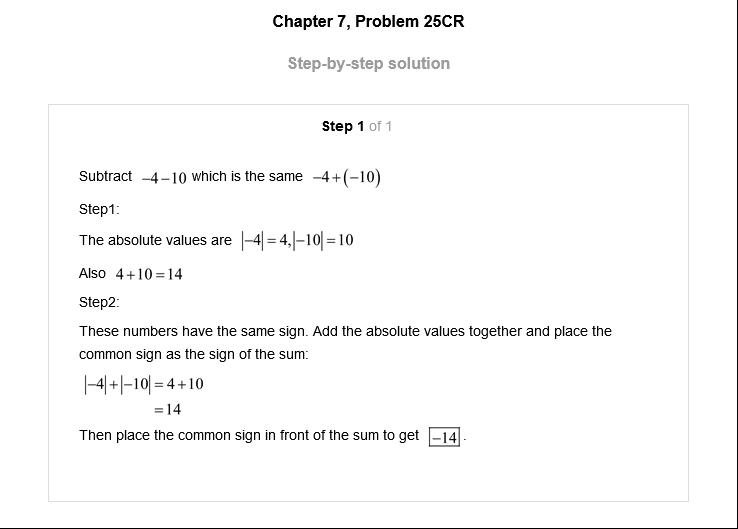 Chapter 7, Problem 25CR
Step-by-step solution
Step 1 of 1
Subtract −4−10 which is the same −4+(−10)
Step1:
The absolute values are |−4|=4,|−10|=10
Also 4+10=14
Step2:
These numbers have the same sign. Add the absolute values together and place the
common sign as the sign of the sum:
|−4|+|−10|=4+10
=14
Then place the common sign in front of the sum to get −14.